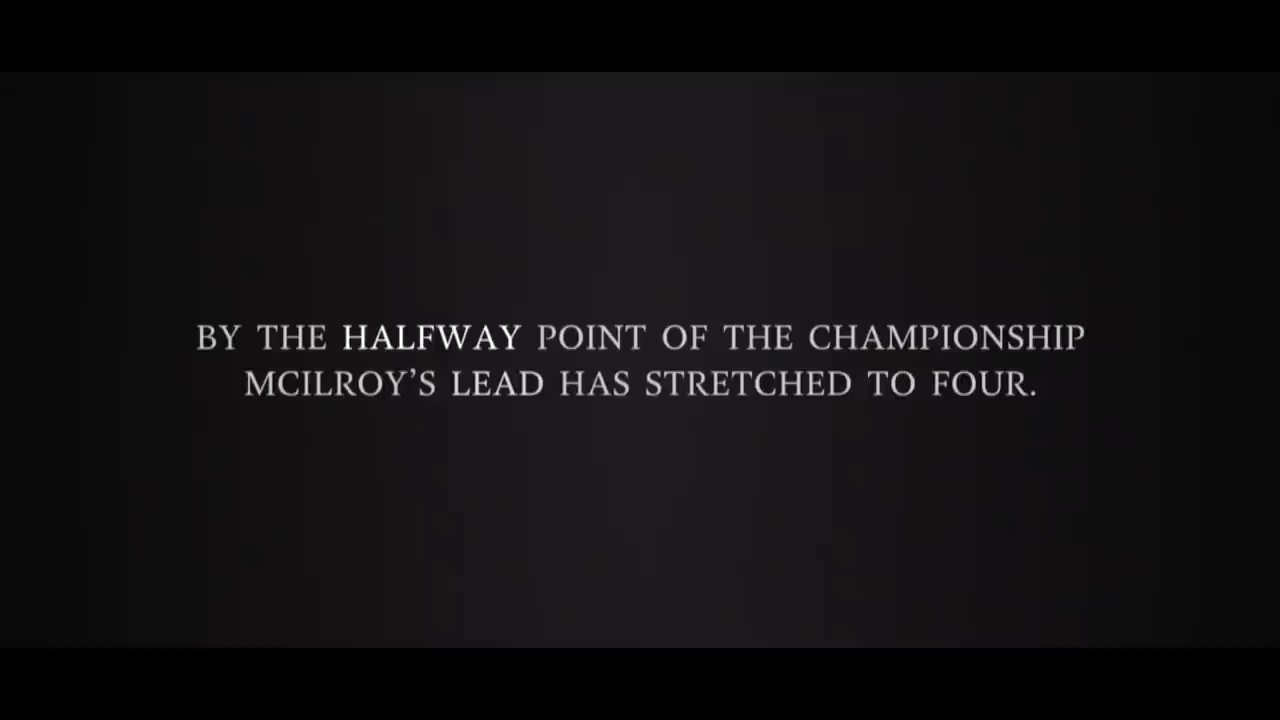 BY THE HALFWAY POINT OF THE CHAMPIONSHIP
MCILROY’S LEAD HAS STRETCHED TO FOUR.